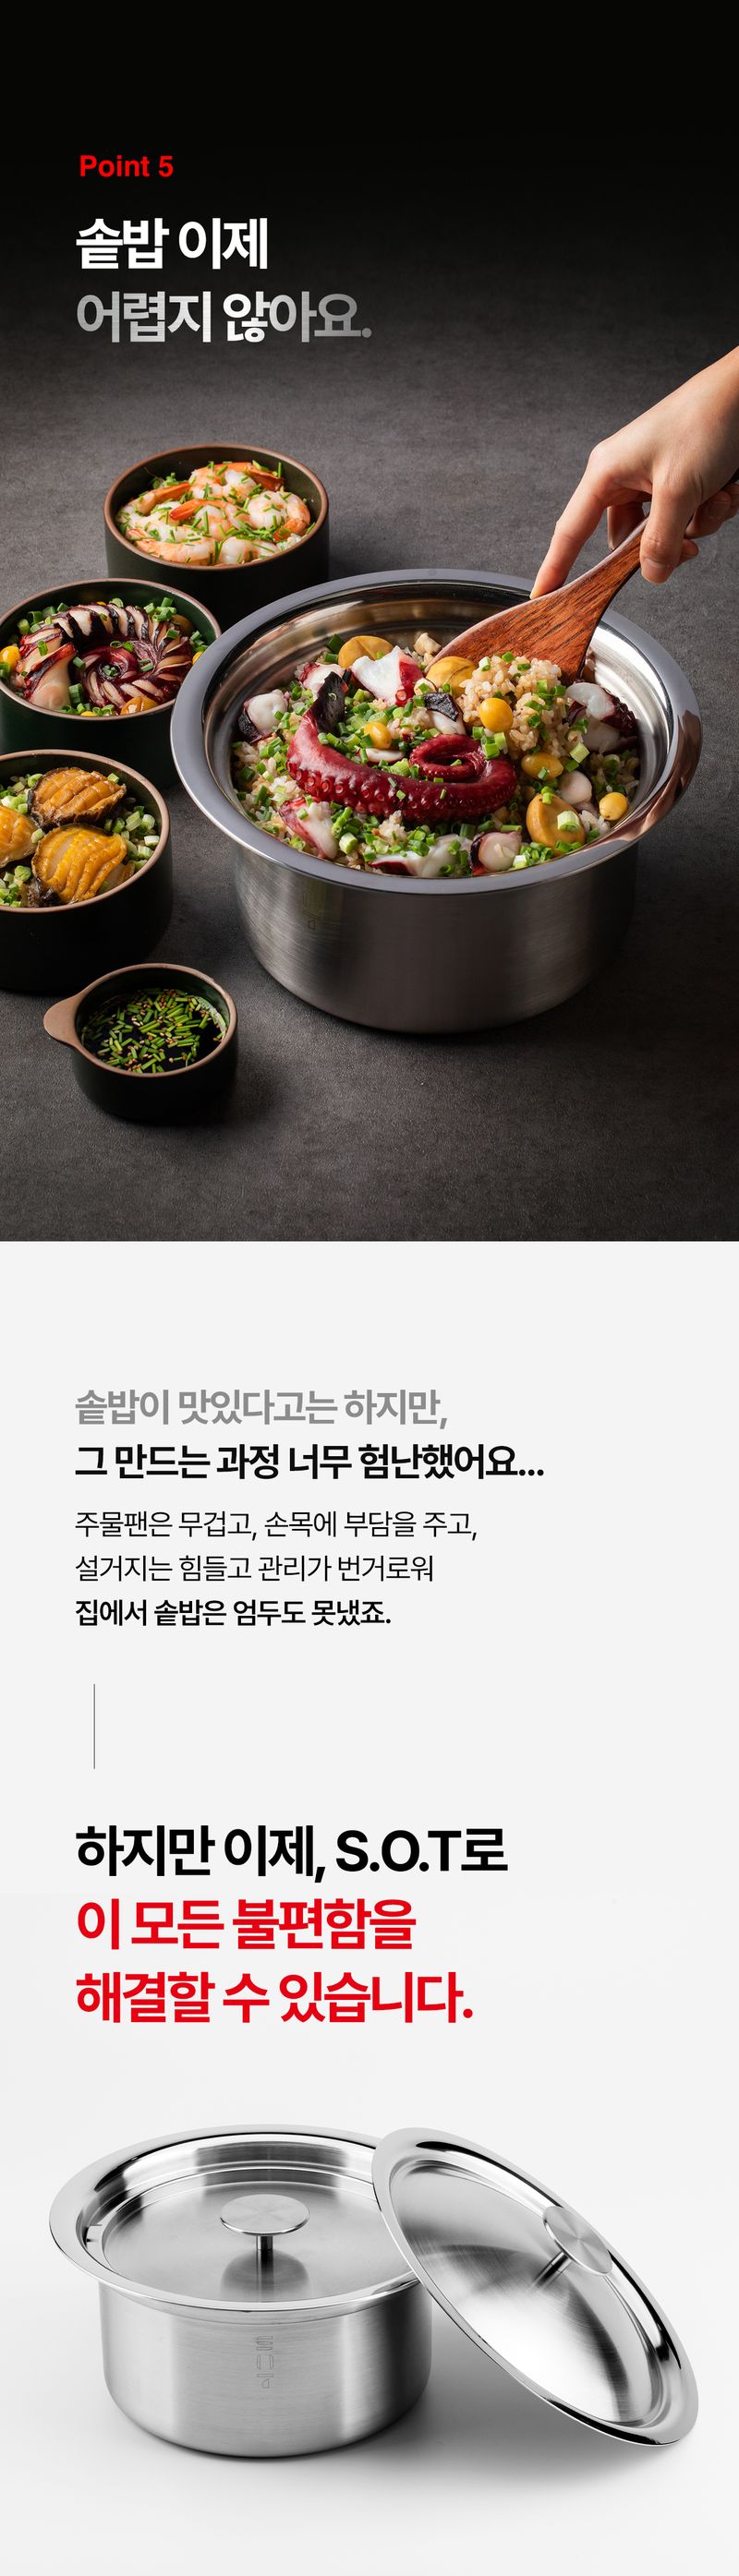 Point 5
솥밥 이제
어렵지 않아요.
솥밥이 맛있다고는 하지만,
그 만드는 과정 너무 험난했어요...
주물팬은 무겁고, 손목에 부담을 주고,
설거지는 힘들고 관리가 번거로워
집에서 솥밥은 엄두도 못냈죠.
하지만 이제, S.O.T로
이 모든 불편함을
해결할 수 있습니다.